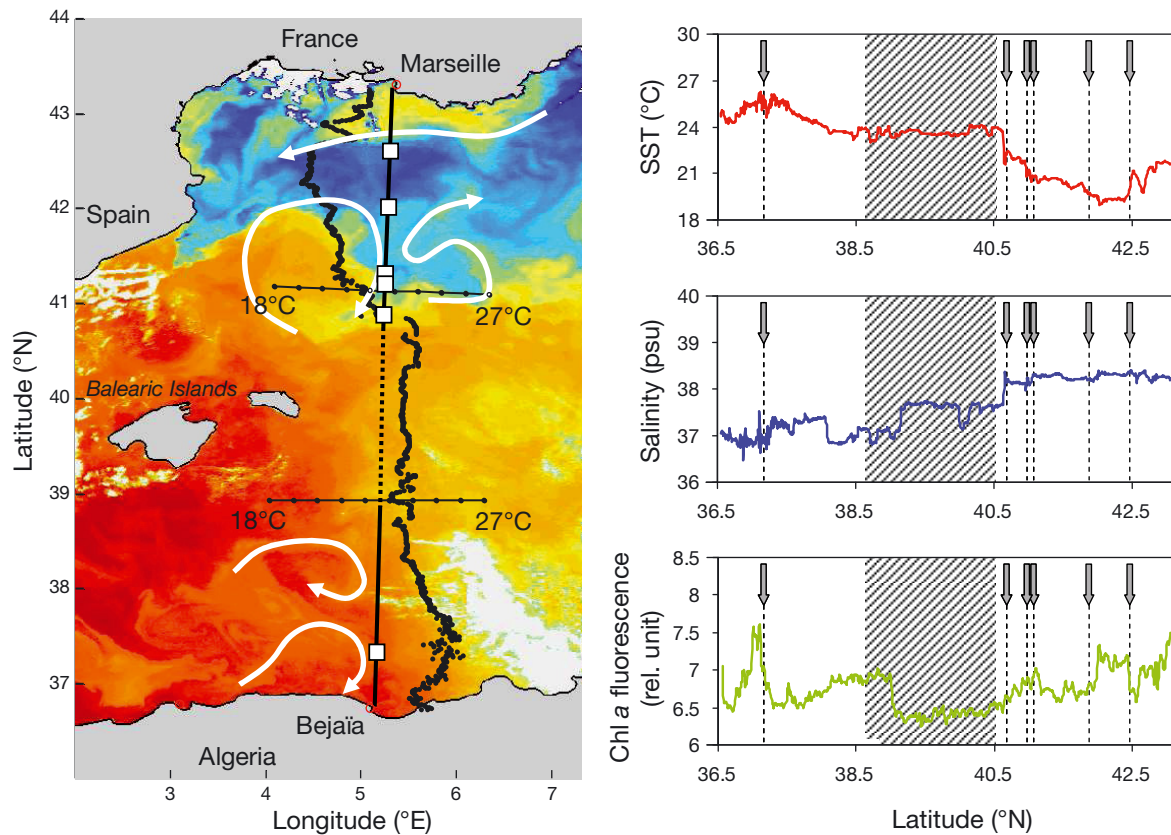 44
43
42
41
40
39
38
37
Latitude (°N)
France
Marseille
Spain
18°C
27°C
Balearic Islands
18°C
27°C
Bejaïa
Algeria
3
4
5
6
7
Longitude (°E)
30
27
24
21
18
SST (°C)
36.5
38.5
40.5
42.5
40
39
38
37
36
Salinity (psu)
36.5
38.5
40.5
42.5
8.5
8
7.5
7
6.5
6
Chl a fluorescence
(rel. unit)
36.5
38.5
40.5
42.5
Latitude (°N)